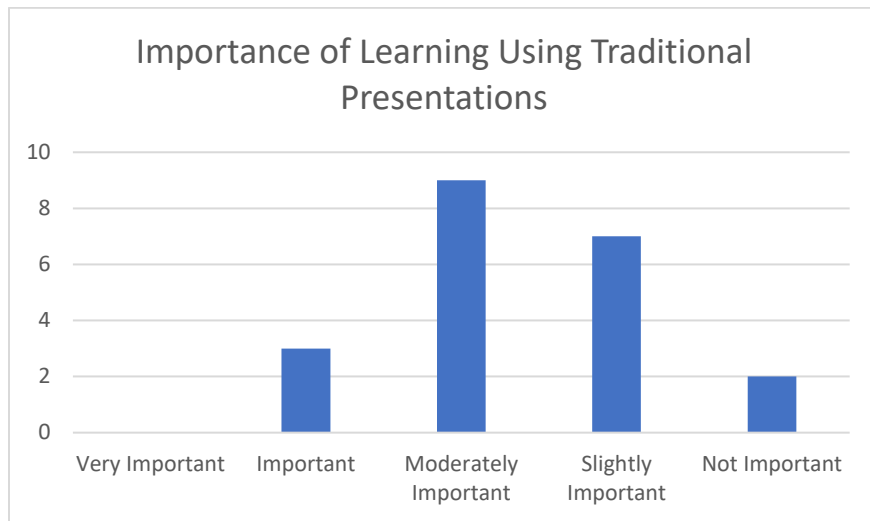 Importance of Learning Using Traditional
Presentations
10
8
6
4
2
0
Very Important
Important
Moderately
Important
Slightly
Important
Not Important